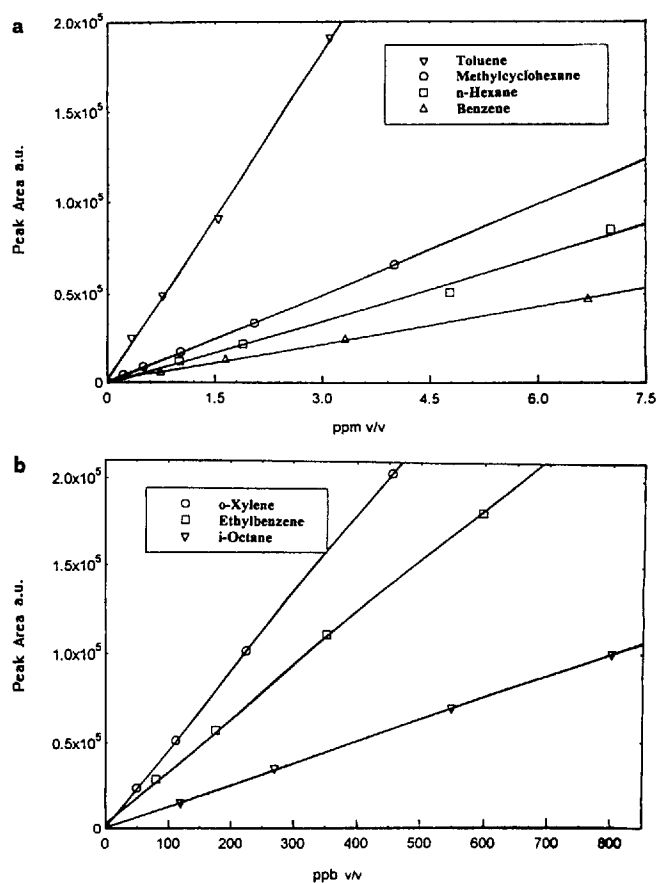 a
2.0x10⁵
1.5x10⁵
1.0x10⁵
0.5x10⁵
0
Peak Area a.u.
Toluene
Methylcyclohexane
n-Hexane
Benzene
0 1.5 3.0 4.5 6.0 7.5
ppm v/v
b
2.0x10⁵
1.5x10⁵
1.0x10⁵
0.5x10⁵
0
Peak Area a.u.
o-Xylene
Ethylbenzene
i-Octane
0 100 200 300 400 500 600 700 800
ppb v/v